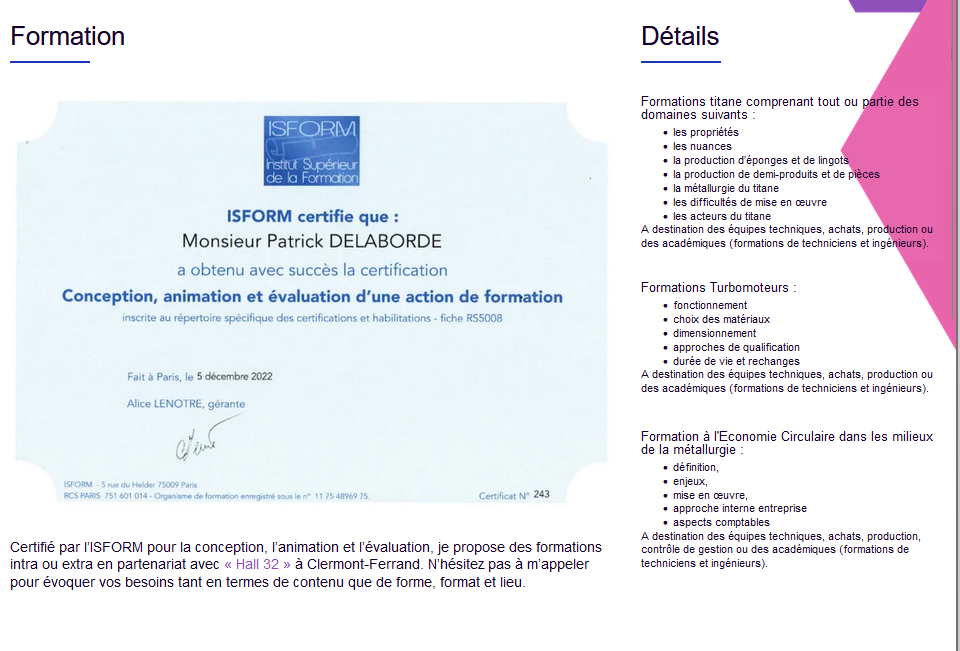 Formation
ISFORM
Institut Supérieur
de la Formation
ISFORM certifie que :
Monsieur Patrick DELABORDE
a obtenu avec succès la certification
Conception, animation et évaluation d'une action de formation
inscrite au répertoire spécifique des certifications et habilitations - fiche RS5008
Fait à Paris, le 5 décembre 2022
Alice LENOTRE, gérante
ISFORM - 5 rue du Helder 75009 Paris
RCS PARIS 751 601 014 - Organisme de formation enregistré sous le n° 11 75 48969 75.
Certificat N° 243
Certifié par l'ISFORM pour la conception, l'animation et l'évaluation, je propose des formations
intra ou extra en partenariat avec « Hall 32 » à Clermont-Ferrand. N'hésitez pas à m'appeler
pour évoquer vos besoins tant en termes de contenu que de forme, format et lieu.
Détails
Formations titane comprenant tout ou partie des
domaines suivants :
• les propriétés
• les nuances
• la production d'éponges et de lingots
• la production de demi-produits et de pièces
• la métallurgie du titane
• les difficultés de mise en œuvre
• les acteurs du titane
A destination des équipes techniques, achats, production ou
des académiques (formations de techniciens et ingénieurs).
Formations Turbomoteurs :
• fonctionnement
• choix des matériaux
• dimensionnement
• approches de qualification
• durée de vie et rechanges
A destination des équipes techniques, achats, production ou
des académiques (formations de techniciens et ingénieurs).
Formation à l'Economie Circulaire dans les milieux
de la métallurgie :
• définition,
• enjeux,
• mise en œuvre,
• approche interne entreprise
• aspects comptables
A destination des équipes techniques, achats, production,
contrôle de gestion ou des académiques (formations de
techniciens et ingénieurs).